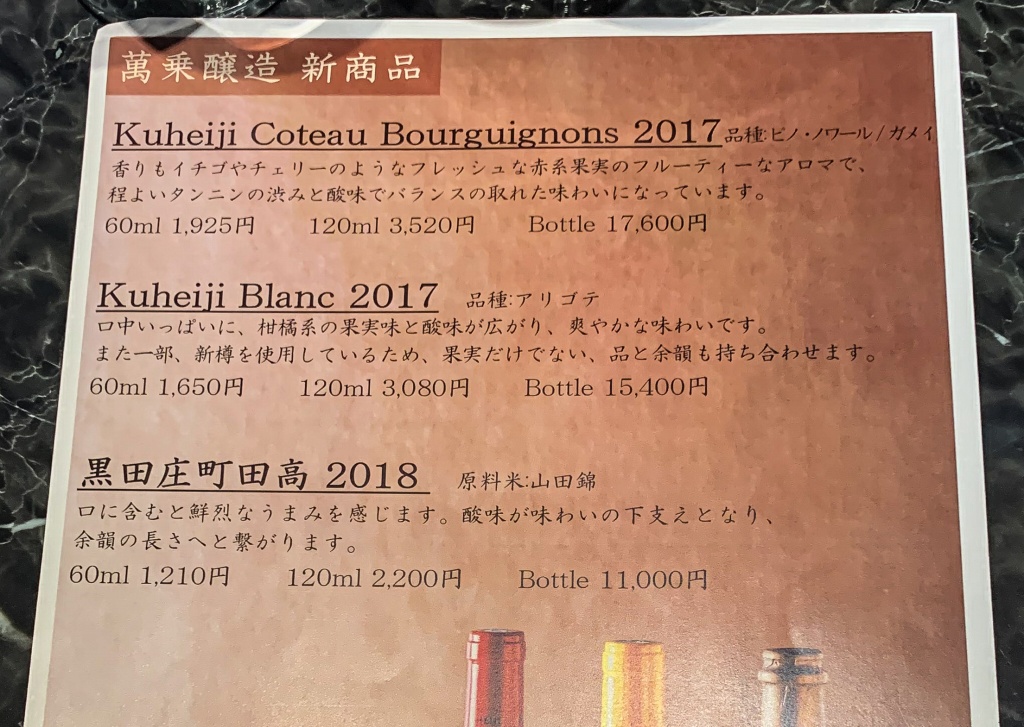 萬乗醸造 新商品
Kuheiji Coteau Bourguignons 2017 品種:ピノ・ノワール / ガメイ
香りもイチゴやチェリーのようなフレッシュな赤系果実のフルーティーなアロマで、
程よいタンニンの渋みと酸味でバランスの取れた味わいになっています。
60ml 1,925円 120ml 3,520円 Bottle 17,600円
Kuheiji Blanc 2017 品種:アリゴテ
口中いっぱいに、柑橘系の果実味と酸味が広がり、爽やかな味わいです。
また一部、新樽を使用しているため、果実だけでない、品と余韻も持ち合わせます。
60ml 1,650円 120ml 3,080円 Bottle 15,400円
黒田庄町田高 2018 原料米:山田錦
口に含むと鮮烈なうまみを感じます。酸味が味わいの下支えとなり、
余韻の長さへと繋がります。
60ml 1,210円 120ml 2,200円 Bottle 11,000円